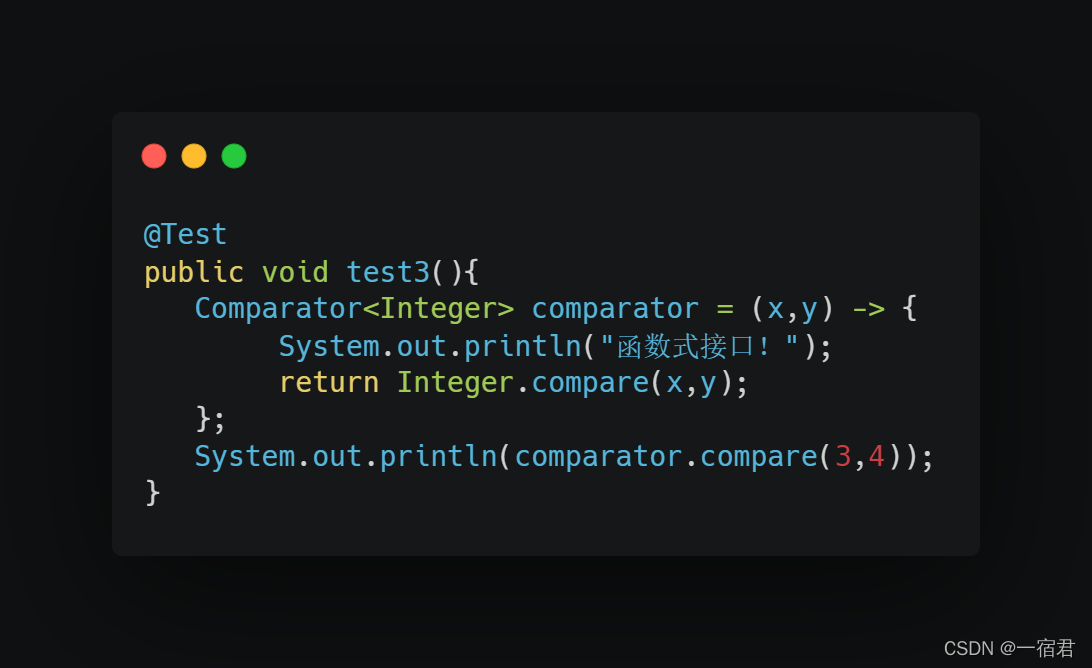 @Test
public void test3(){
   Comparator<Integer> comparator = (x,y) -> {
        System.out.println("函数式接口！");
        return Integer.compare(x,y);
   };
   System.out.println(comparator.compare(3,4));
}
CSDN @一宿君